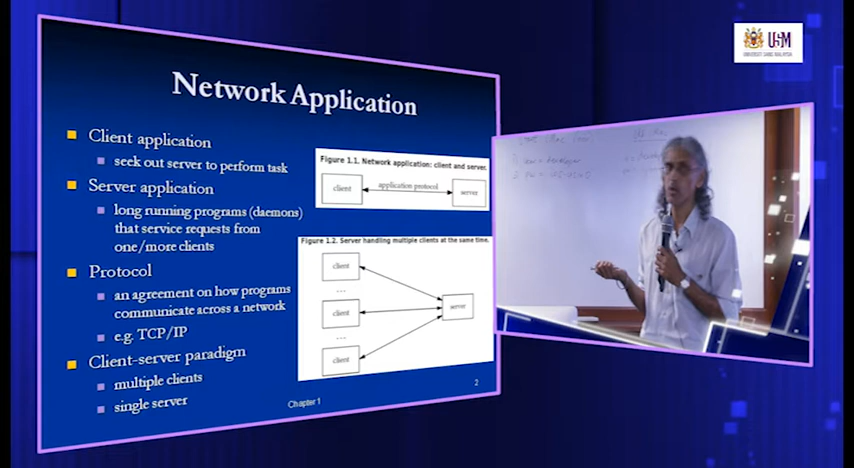 Network Application
Client application
seek out server to perform task
Server application
long running programs (daemons)
that service requests from
one/more clients
Protocol
an agreement on how programs
communicate across a network
e.g. TCP/IP
Client-server paradigm
multiple clients
single server
Figure 1.1. Network application: client and server.
client
application protocol
server
Figure 1.2. Server handling multiple clients at the same time.
client
...
client
server
...
client
Chapter 1
2
USM
UNIVERSITI SAINS MALAYSIA